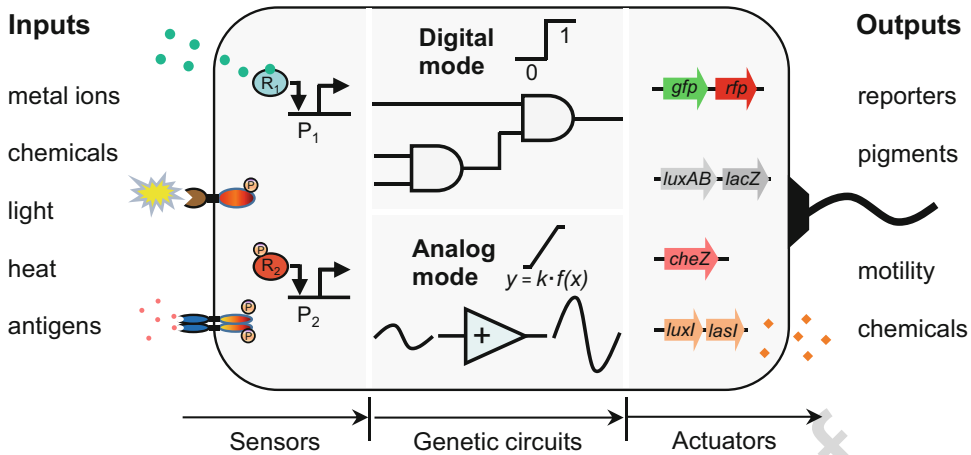 Inputs
metal ions
chemicals
light
heat
antigens
R1
P1
P
P
R2
P2
P
P
Digital
mode
0
1
Analog
mode
y = k·f(x)
+
gfp
rfp
luxAB
lacZ
cheZ
luxI
lasI
Outputs
reporters
pigments
motility
chemicals
Sensors
Genetic circuits
Actuators